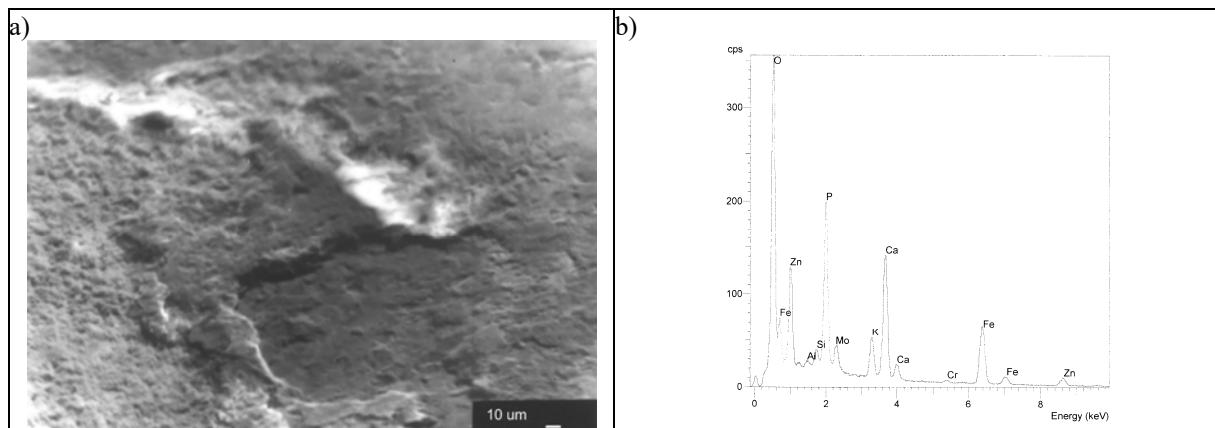 a)
10 um
b)
cps
O
300
200
P
Ca
Zn
100
Fe
Fe
K
Mo
Si
Al
Ca
Cr
Fe
Zn
0
0 2 4 6 8
Energy (keV)